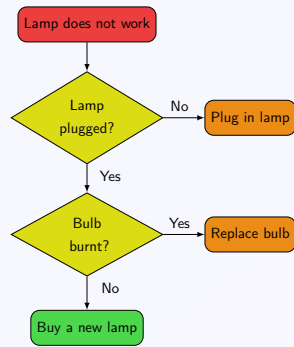 Lamp does not work
Lamp
plugged?
No
Plug in lamp
Yes
Bulb
burnt?
Yes
Replace bulb
No
Buy a new lamp